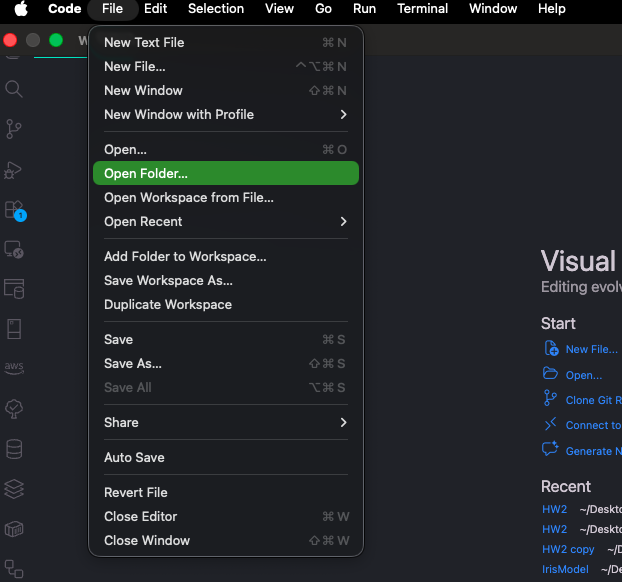 Code File Edit Selection View Go Run Terminal Window Help
W
New Text File ⌘ N
New File... ⌃⌥⌘ N
New Window ⇧⌘ N
New Window with Profile
Open... ⌘ O
Open Folder...
Open Workspace from File...
Open Recent
Add Folder to Workspace...
Save Workspace As...
Duplicate Workspace
Save ⌘ S
Save As... ⇧⌘ S
Save All ⌥⌘ S
Share
Auto Save
Revert File
Close Editor ⌘ W
Close Window ⇧⌘ W
1
aws
Visual
Editing evol
Start
New File...
Open...
Clone Git R
Connect to
Generate N
Recent
HW2 ~/Deskto
HW2 ~/Deskto
HW2 copy ~/D
IrisModel ~/De